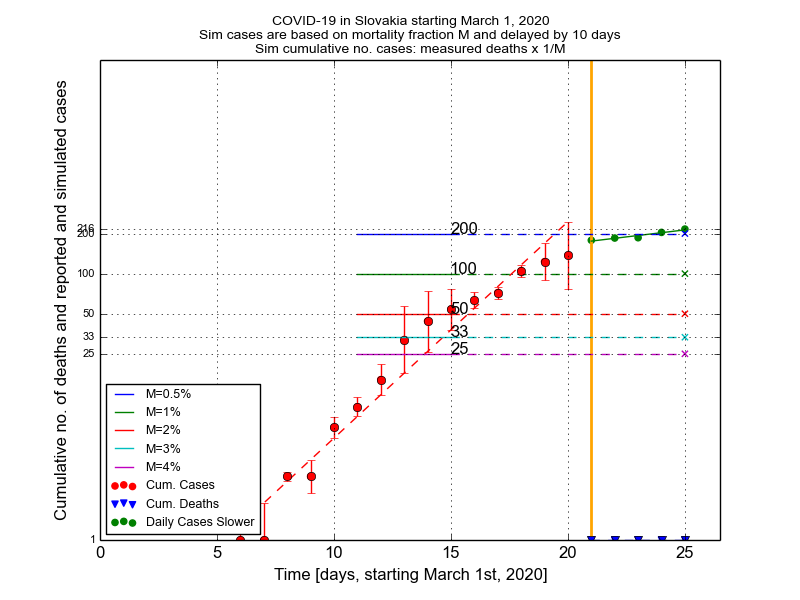 COVID-19 in Slovakia starting March 1, 2020
Sim cases are based on mortality fraction M and delayed by 10 days
Sim cumulative no. cases: measured deaths x 1/M
Cumulative no. of deaths and reported and simulated cases
216
200
100
50
33
25
1
200
100
50
33
25
M=0.5%
M=1%
M=2%
M=3%
M=4%
Cum. Cases
Cum. Deaths
Daily Cases Slower
0 5 10 15 20 25
Time [days, starting March 1st, 2020]